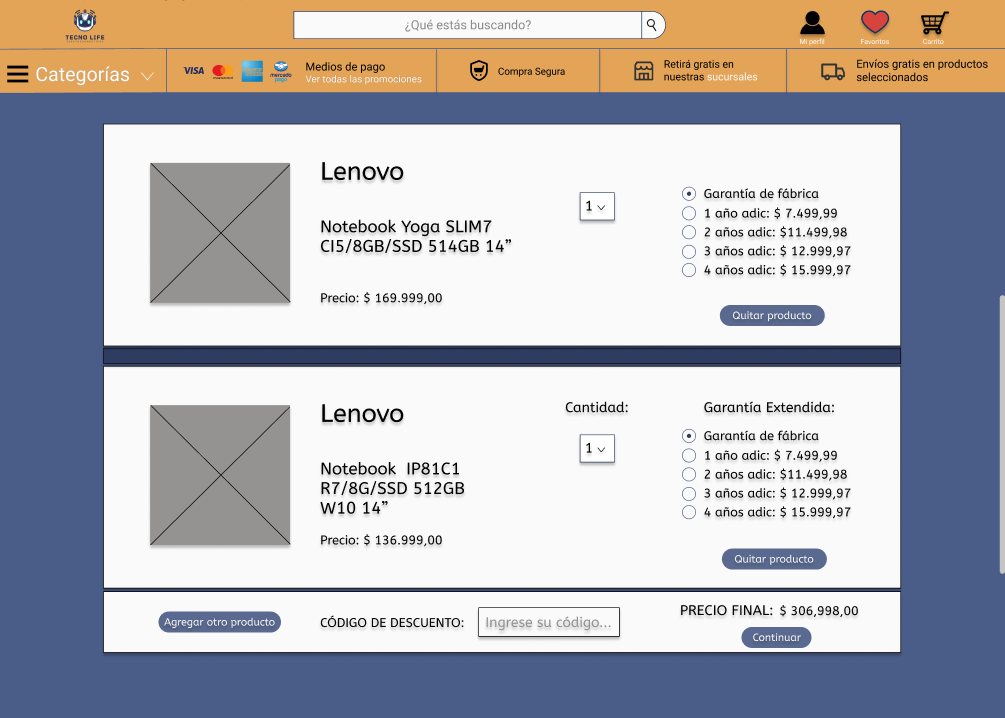 TECNO LIFE
¿Qué estás buscando?
Mi perfil
Favoritos
Carrito
Categorías
VISA
mercado
pago
Medios de pago
Ver todas las promociones
Compra Segura
Retirá gratis en
nuestras sucursales
Envíos gratis en productos
seleccionados
Lenovo
Notebook Yoga SLIM7
CI5/8GB/SSD 514GB 14”
Precio: $ 169.999,00
1
Garantía de fábrica
1 año adic: $ 7.499,99
2 años adic: $11.499,98
3 años adic: $ 12.999,97
4 años adic: $ 15.999,97
Quitar producto
Lenovo
Notebook  IP81C1
R7/8G/SSD 512GB
W10 14”
Precio: $ 136.999,00
Cantidad:
1
Garantía Extendida:
Garantía de fábrica
1 año adic: $ 7.499,99
2 años adic: $11.499,98
3 años adic: $ 12.999,97
4 años adic: $ 15.999,97
Quitar producto
Agregar otro producto
CÓDIGO DE DESCUENTO:
Ingrese su código...
PRECIO FINAL: $ 306,998,00
Continuar